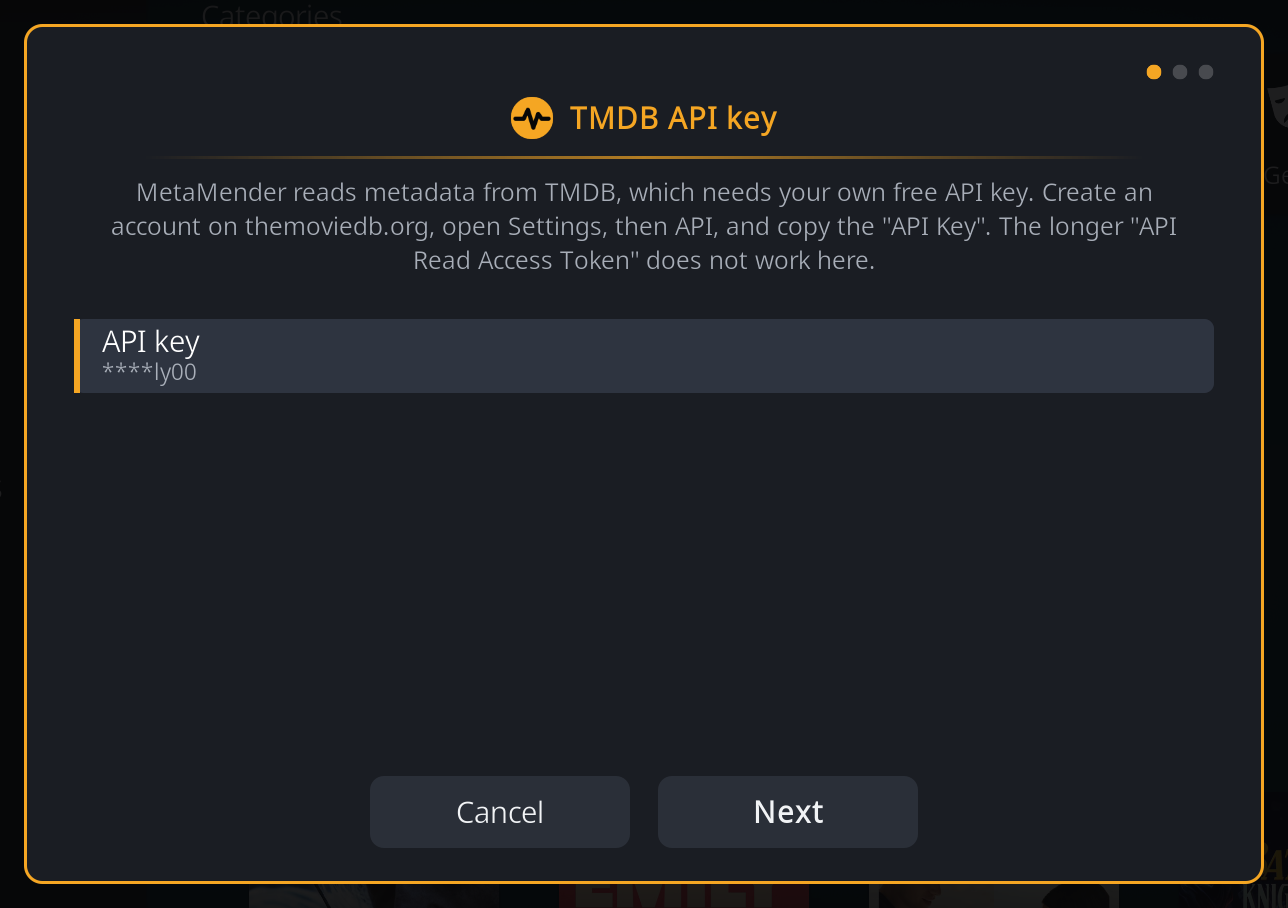 Categories
TMDB API key
MetaMender reads metadata from TMDB, which needs your own free API key. Create an
account on themoviedb.org, open Settings, then API, and copy the "API Key". The longer "API
Read Access Token" does not work here.
API key
****ly00
Cancel
Next